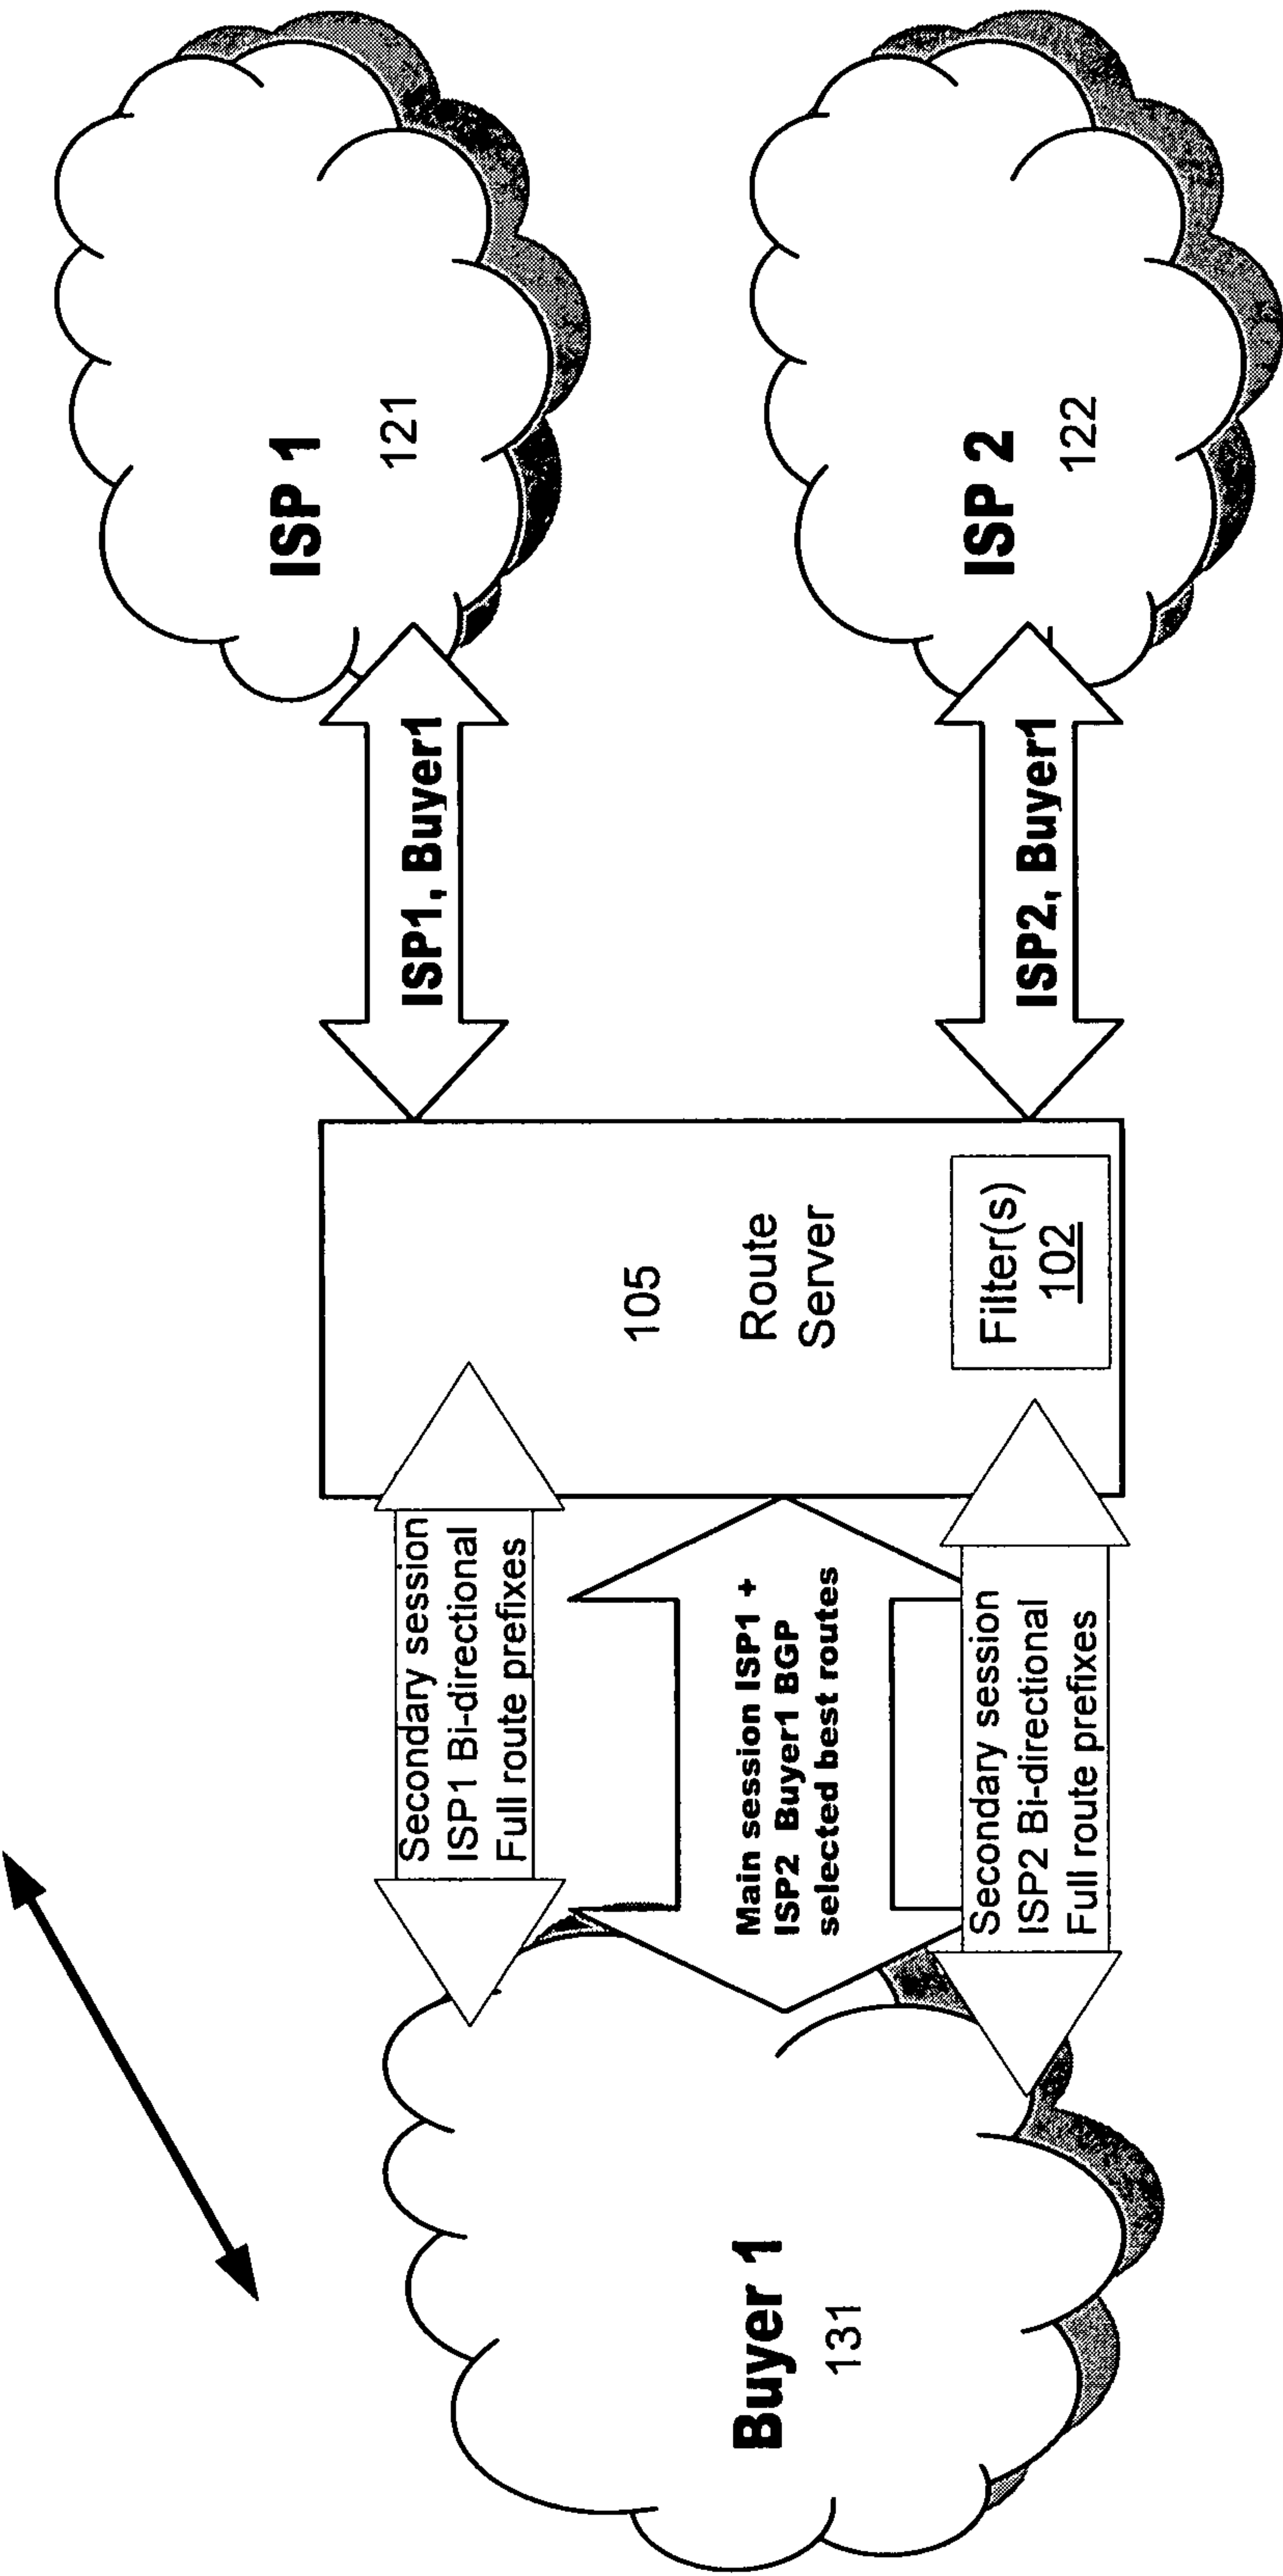 Buyer 1
131
Secondary session
ISP1 Bi-directional
Full route prefixes
Main session ISP1 +
ISP2 Buyer1 BGP
selected best routes
Secondary session
ISP2 Bi-directional
Full route prefixes
105
Route
Server
Filter(s)
102
ISP1, Buyer1
ISP2, Buyer1
ISP 1
121
ISP 2
122